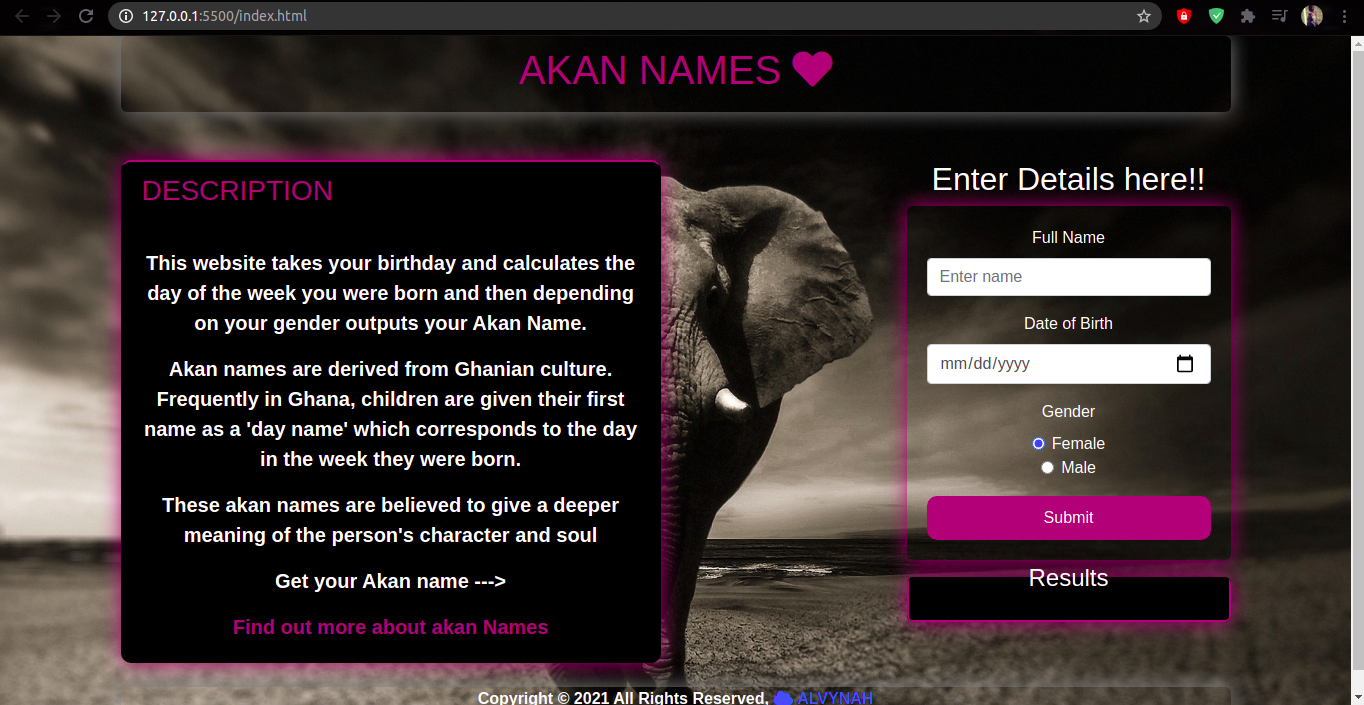 127.0.0.1:5500/index.html
AKAN NAMES
DESCRIPTION
This website takes your birthday and calculates the
day of the week you were born and then depending
on your gender outputs your Akan Name.
Akan names are derived from Ghanian culture.
Frequently in Ghana, children are given their first
name as a 'day name' which corresponds to the day
in the week they were born.
These akan names are believed to give a deeper
meaning of the person's character and soul
Get your Akan name --->
Find out more about akan Names
Enter Details here!!
Full Name
Enter name
Date of Birth
mm/dd/yyyy
Gender
Female
Male
Submit
Results
Copyright © 2021 All Rights Reserved, ALVYNAH